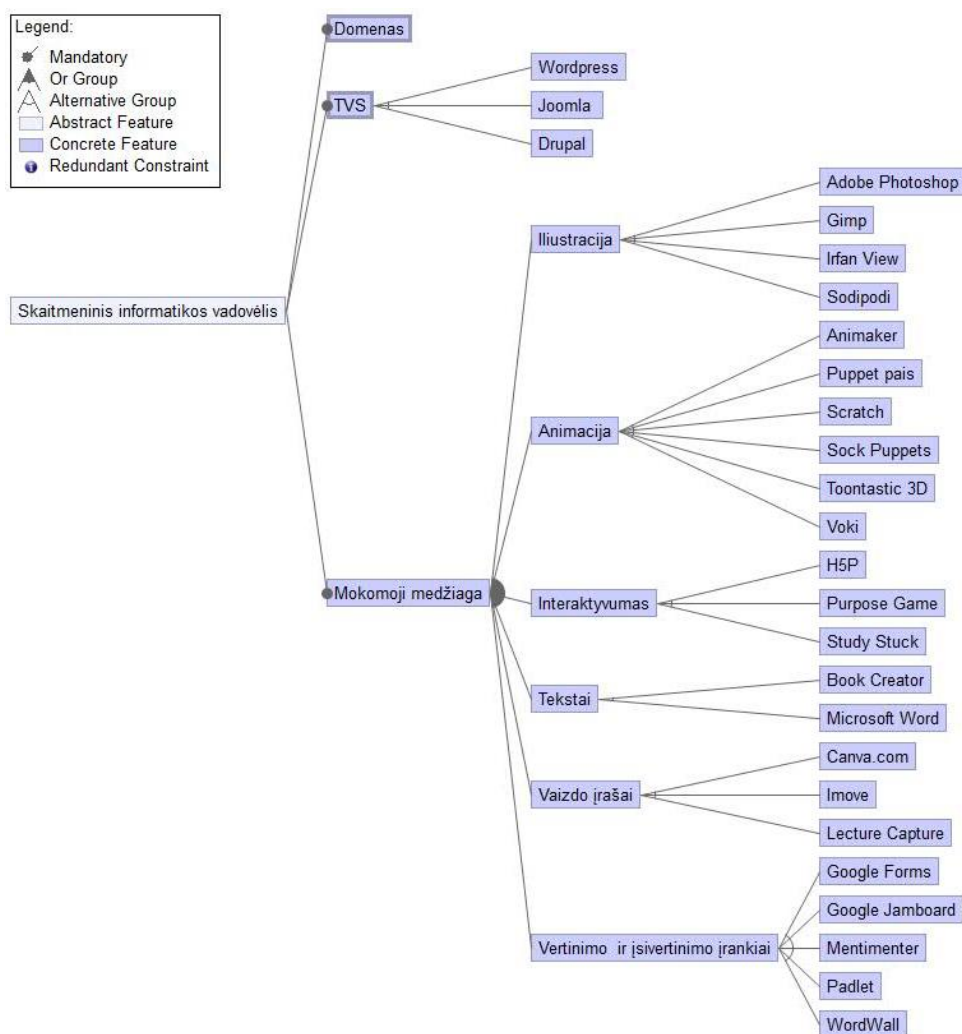 Legend:
Mandatory
Or Group
Alternative Group
Abstract Feature
Concrete Feature
Redundant Constraint
Skaitmeninis informatikos vadovėlis
Domenas
TVS
Wordpress
Joomla
Drupal
Mokomoji medžiaga
Iliustracija
Adobe Photoshop
Gimp
Irfan View
Sodipodi
Animacija
Animaker
Puppet pais
Scratch
Sock Puppets
Toontastic 3D
Voki
Interaktyvumas
H5P
Purpose Game
Study Stuck
Tekstai
Book Creator
Microsoft Word
Vaizdo įrašai
Canva.com
Imove
Lecture Capture
Vertinimo ir įsivertinimo įrankiai
Google Forms
Google Jamboard
Mentimenter
Padlet
WordWall